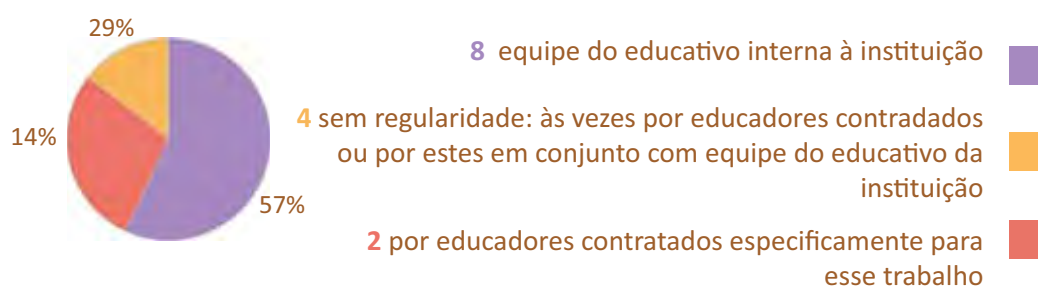 29%
14%
57%
8 equipe do educativo interna à instituição
4 sem regularidade: às vezes por educadores contradados
ou por estes em conjunto com equipe do educativo da
instituição
2 por educadores contratados especificamente para
esse trabalho